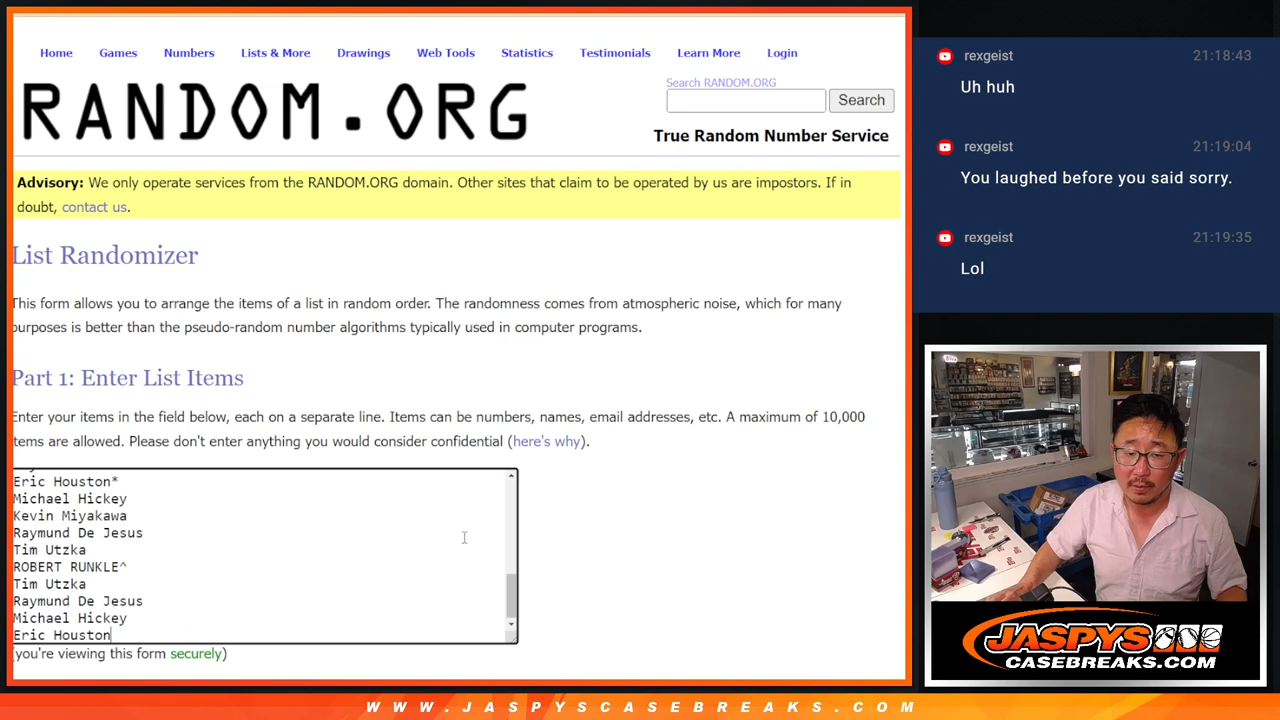 Home Games Numbers Lists & More Drawings Web Tools Statistics Testimonials Learn More Login
RANDOM.ORG
Search RANDOM.ORG
Search
True Random Number Service
Advisory: We only operate services from the RANDOM.ORG domain. Other sites that claim to be operated by us are impostors. If in
doubt, contact us.
List Randomizer
This form allows you to arrange the items of a list in random order. The randomness comes from atmospheric noise, which for many
purposes is better than the pseudo-random number algorithms typically used in computer programs.
Part 1: Enter List Items
Enter your items in the field below, each on a separate line. Items can be numbers, names, email addresses, etc. A maximum of 10,000
items are allowed. Please don't enter anything you would consider confidential (here's why).
Eric Houston*
Michael Hickey
Kevin Miyakawa
Raymund De Jesus
Tim Utzka
ROBERT RUNKLE^
Tim Utzka
Raymund De Jesus
Michael Hickey
Eric Houston
(you're viewing this form securely)
rexgeist 21:18:43
Uh huh
rexgeist 21:19:04
You laughed before you said sorry.
rexgeist 21:19:35
Lol
JASPYS
CASEBREAKS.COM
WWW.JASPYSCASEBREAKS.COM